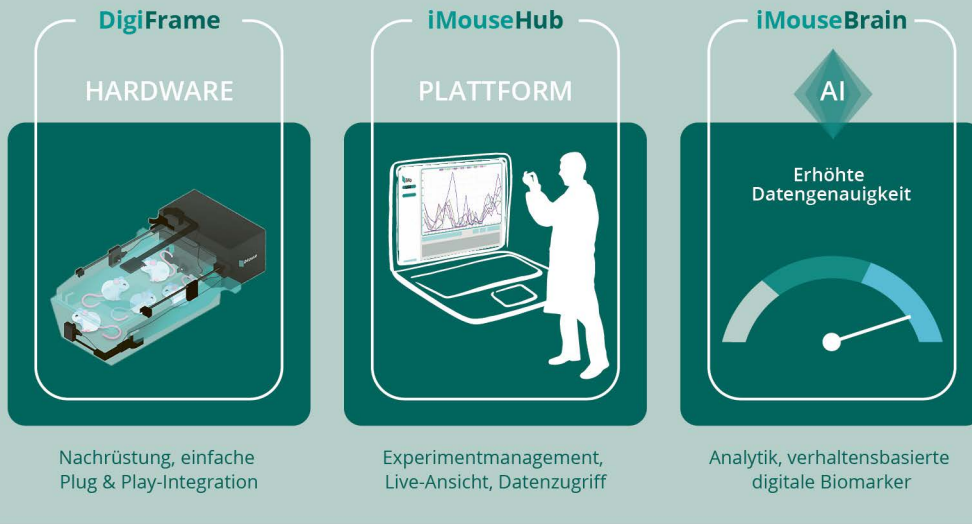 DigiFrame
HARDWARE
Nachrüstung, einfache
Plug & Play-Integration
iMouseHub
PLATTFORM
Experimentmanagement,
Live-Ansicht, Datenzugriff
iMouseBrain
AI
Erhöhte
Datengenauigkeit
Analytik, verhaltensbasierte
digitale Biomarker